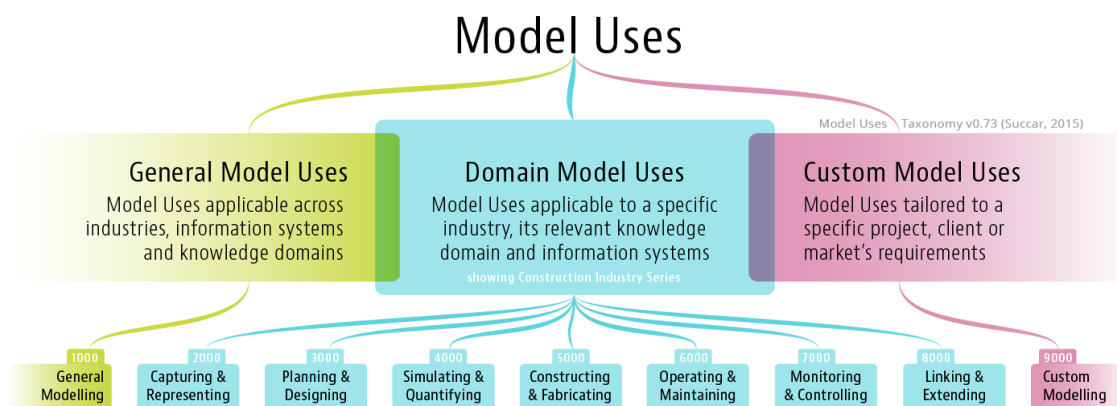 Model Uses
Model Uses Taxonomy v0.73 (Succar, 2015)
General Model Uses
Model Uses applicable across
industries, information systems
and knowledge domains
Domain Model Uses
Model Uses applicable to a specific
industry, its relevant knowledge
domain and information systems
showing Construction Industry Series
Custom Model Uses
Model Uses tailored to a
specific project, client or
market's requirements
1000
General
Modelling
2000
Capturing &
Representing
3000
Planning &
Designing
4000
Simulating &
Quantifying
5000
Constructing
& Fabricating
6000
Operating &
Maintaining
7000
Monitoring
& Controlling
8000
Linking &
Extending
9000
Custom
Modelling